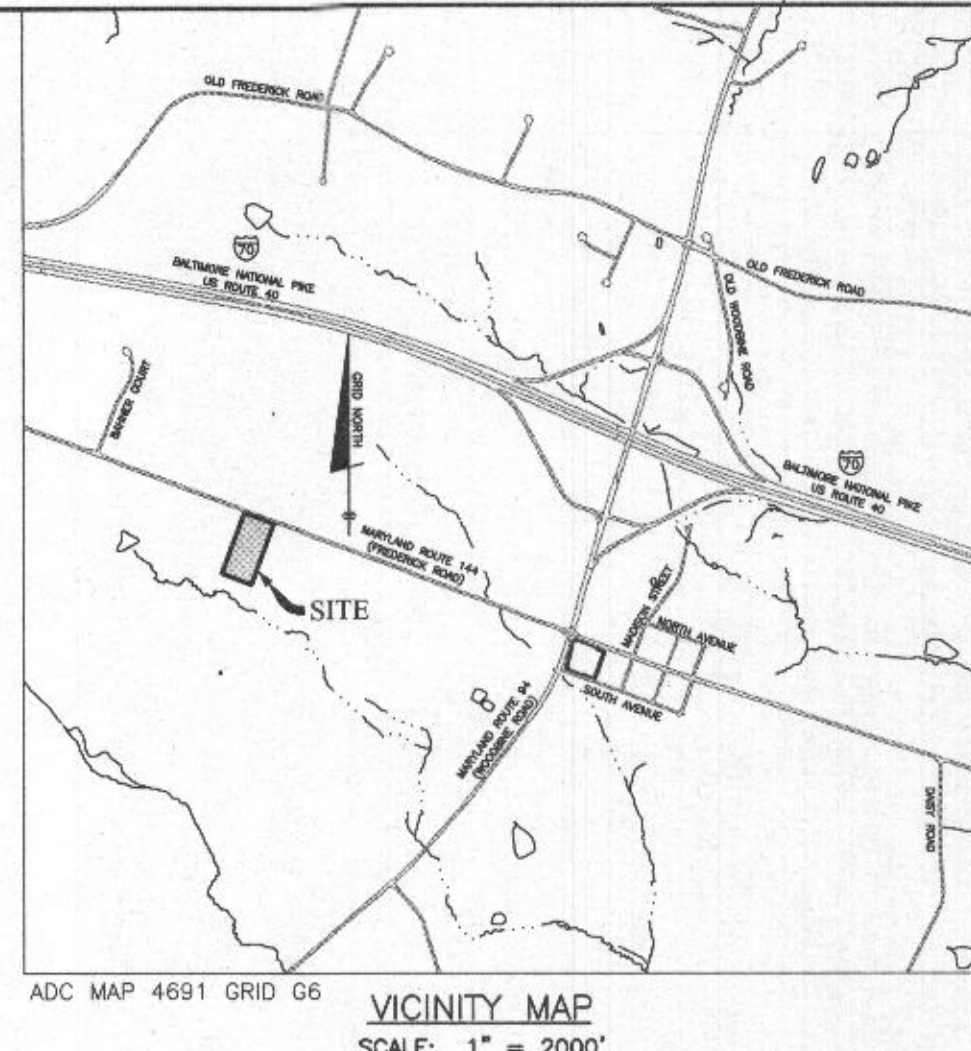 OLD FREDERICK ROAD
70
BALTIMORE NATIONAL PIKE
US ROUTE 40
OLD FREDERICK ROAD
OLD WOODBINE ROAD
BANNER COURT
GRID NORTH
70
BALTIMORE NATIONAL PIKE
US ROUTE 40
MARYLAND ROUTE 144
(FREDERICK ROAD)
SITE
MADISON STREET
NORTH AVENUE
SOUTH AVENUE
MARYLAND ROUTE 94
(WOODBINE ROAD)
DAISY ROAD
ADC MAP 4691 GRID G6
VICINITY MAP
SCALE: 1" = 2000'